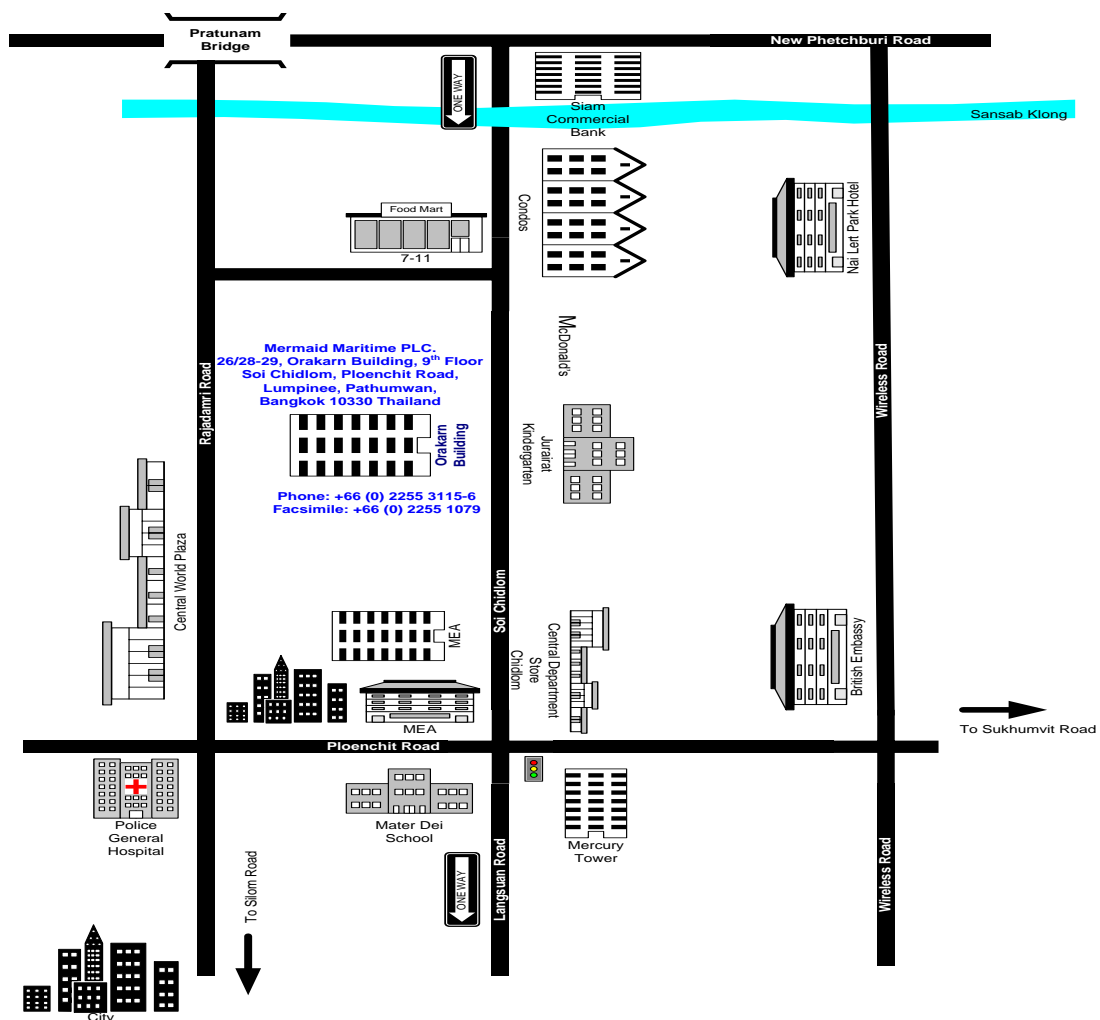 Pratunam
Bridge
New Phetchburi Road
ONE WAY
Siam
Commercial
Bank
Sansab Klong
Food Mart
7-11
Condos
Nai Lert Park Hotel
McDonald's
Mermaid Maritime PLC.
26/28-29, Orakarn Building, 9th Floor
Soi Chidlom, Ploenchit Road,
Lumpinee, Pathumwan,
Bangkok 10330 Thailand
Rajadamri Road
Wireless Road
Orakarn
Building
Jurairat
Kindergarten
Phone: +66 (0) 2255 3115-6
Facsimile: +66 (0) 2255 1079
Central World Plaza
Soi Chidlom
MEA
Central Department
Store
Chidlom
British Embassy
MEA
To Sukhumvit Road
Ploenchit Road
Police
General
Hospital
Mater Dei
School
Mercury
Tower
To Silom Road
ONE WAY
Langsuan Road
Wireless Road
City